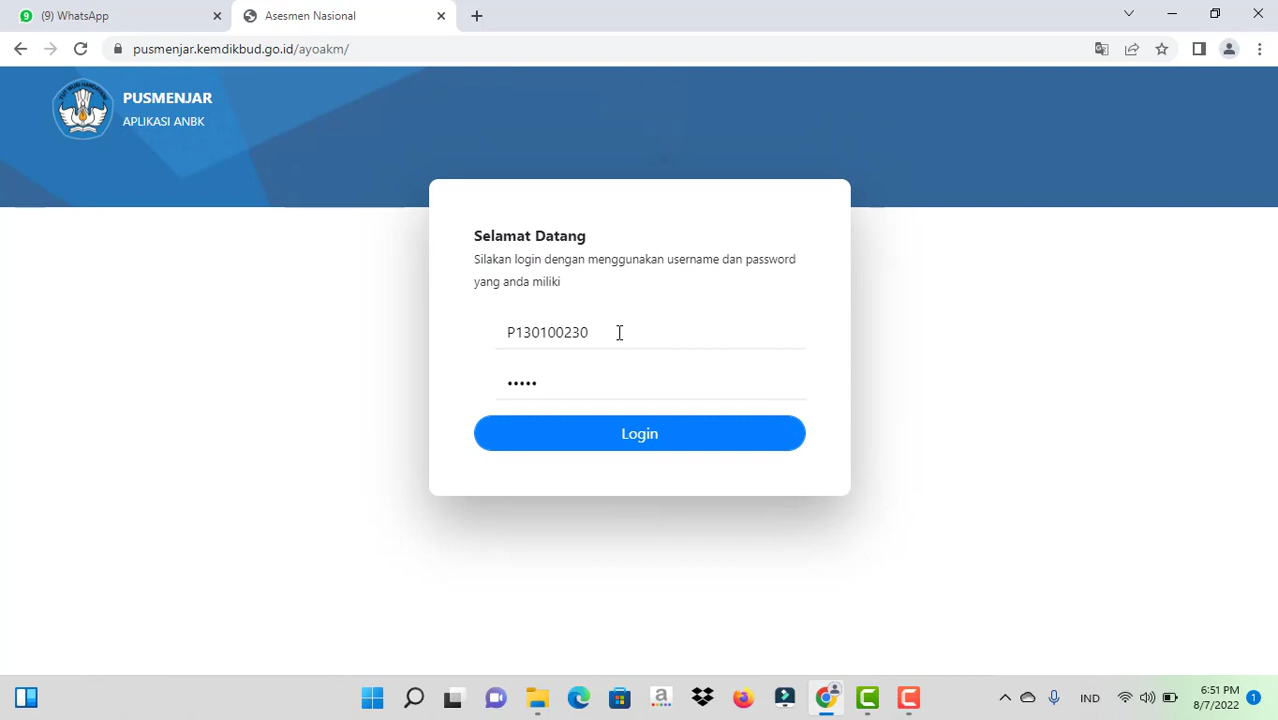 (9) WhatsApp
Asesmen Nasional
pusmenjar.kemdikbud.go.id/ayoakm/
PUSMENJAR
APLIKASI ANBK
Selamat Datang
Silakan login dengan menggunakan username dan password
yang anda miliki
P130100230
•••••
Login
IND
6:51 PM
8/7/2022
1